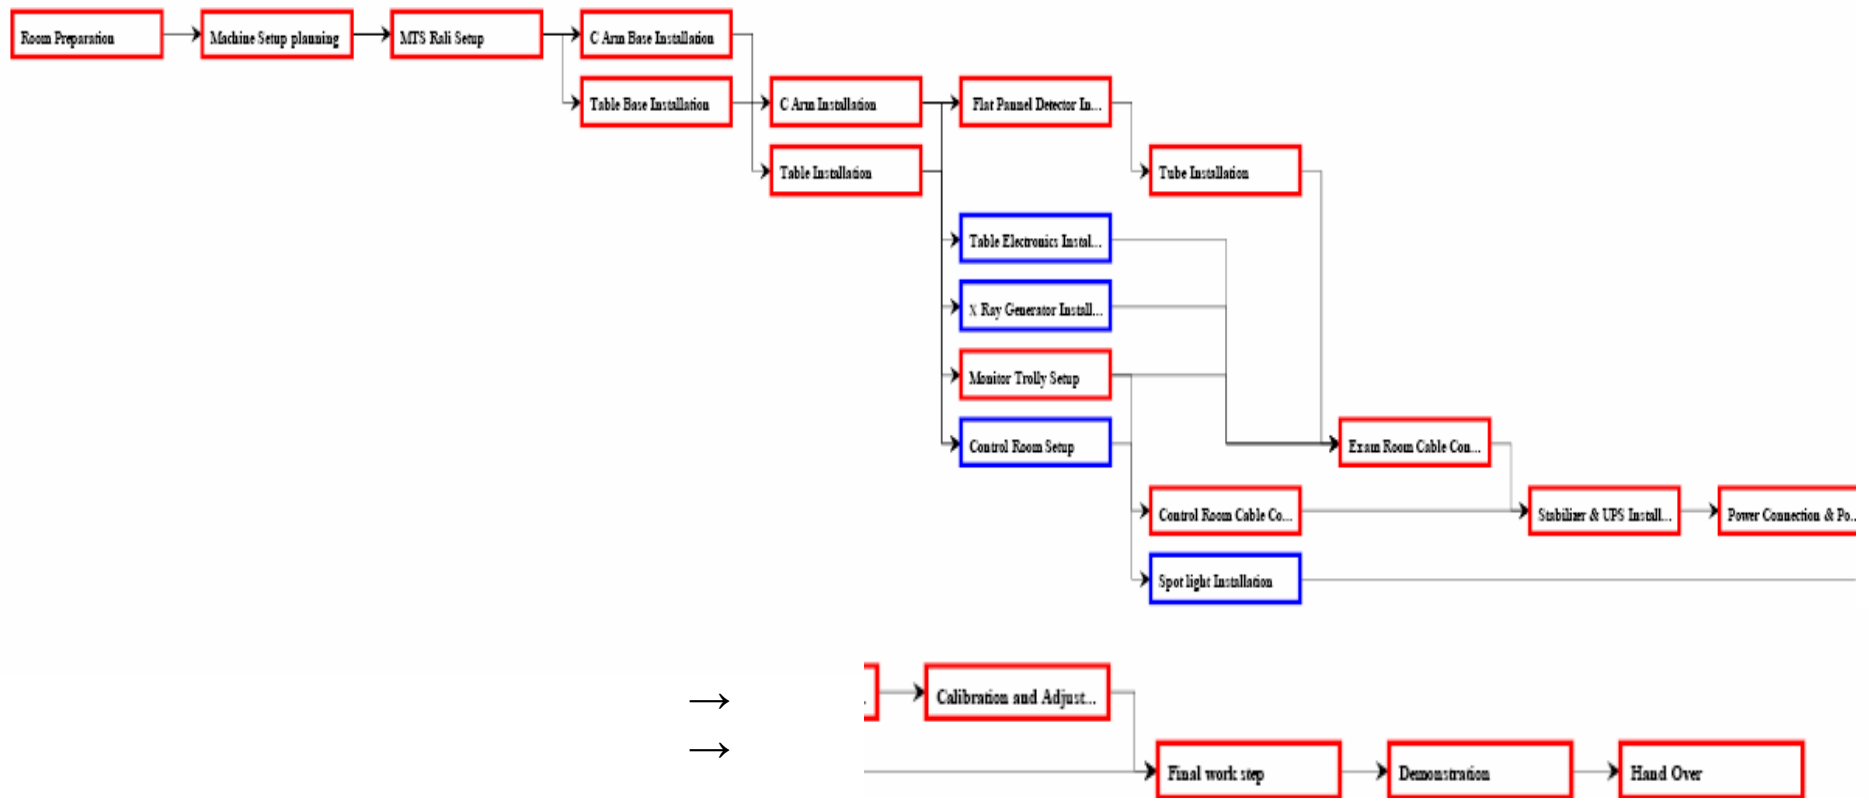 Room Preparation
Machine Setup planning
MTS Rali Setup
C Arm Base Installation
Table Base Installation
C Arm Installation
Flat Pannel Detector In...
Table Installation
Tube Installation
Table Electronics Instal...
X Ray Generator Install...
Monitor Trolly Setup
Control Room Setup
Exam Room Cable Con...
Control Room Cable Co...
Stabilizer & UPS Install...
Power Connection & Po...
Spot light Installation
Calibration and Adjust...
Final work step
Demonstration
Hand Over